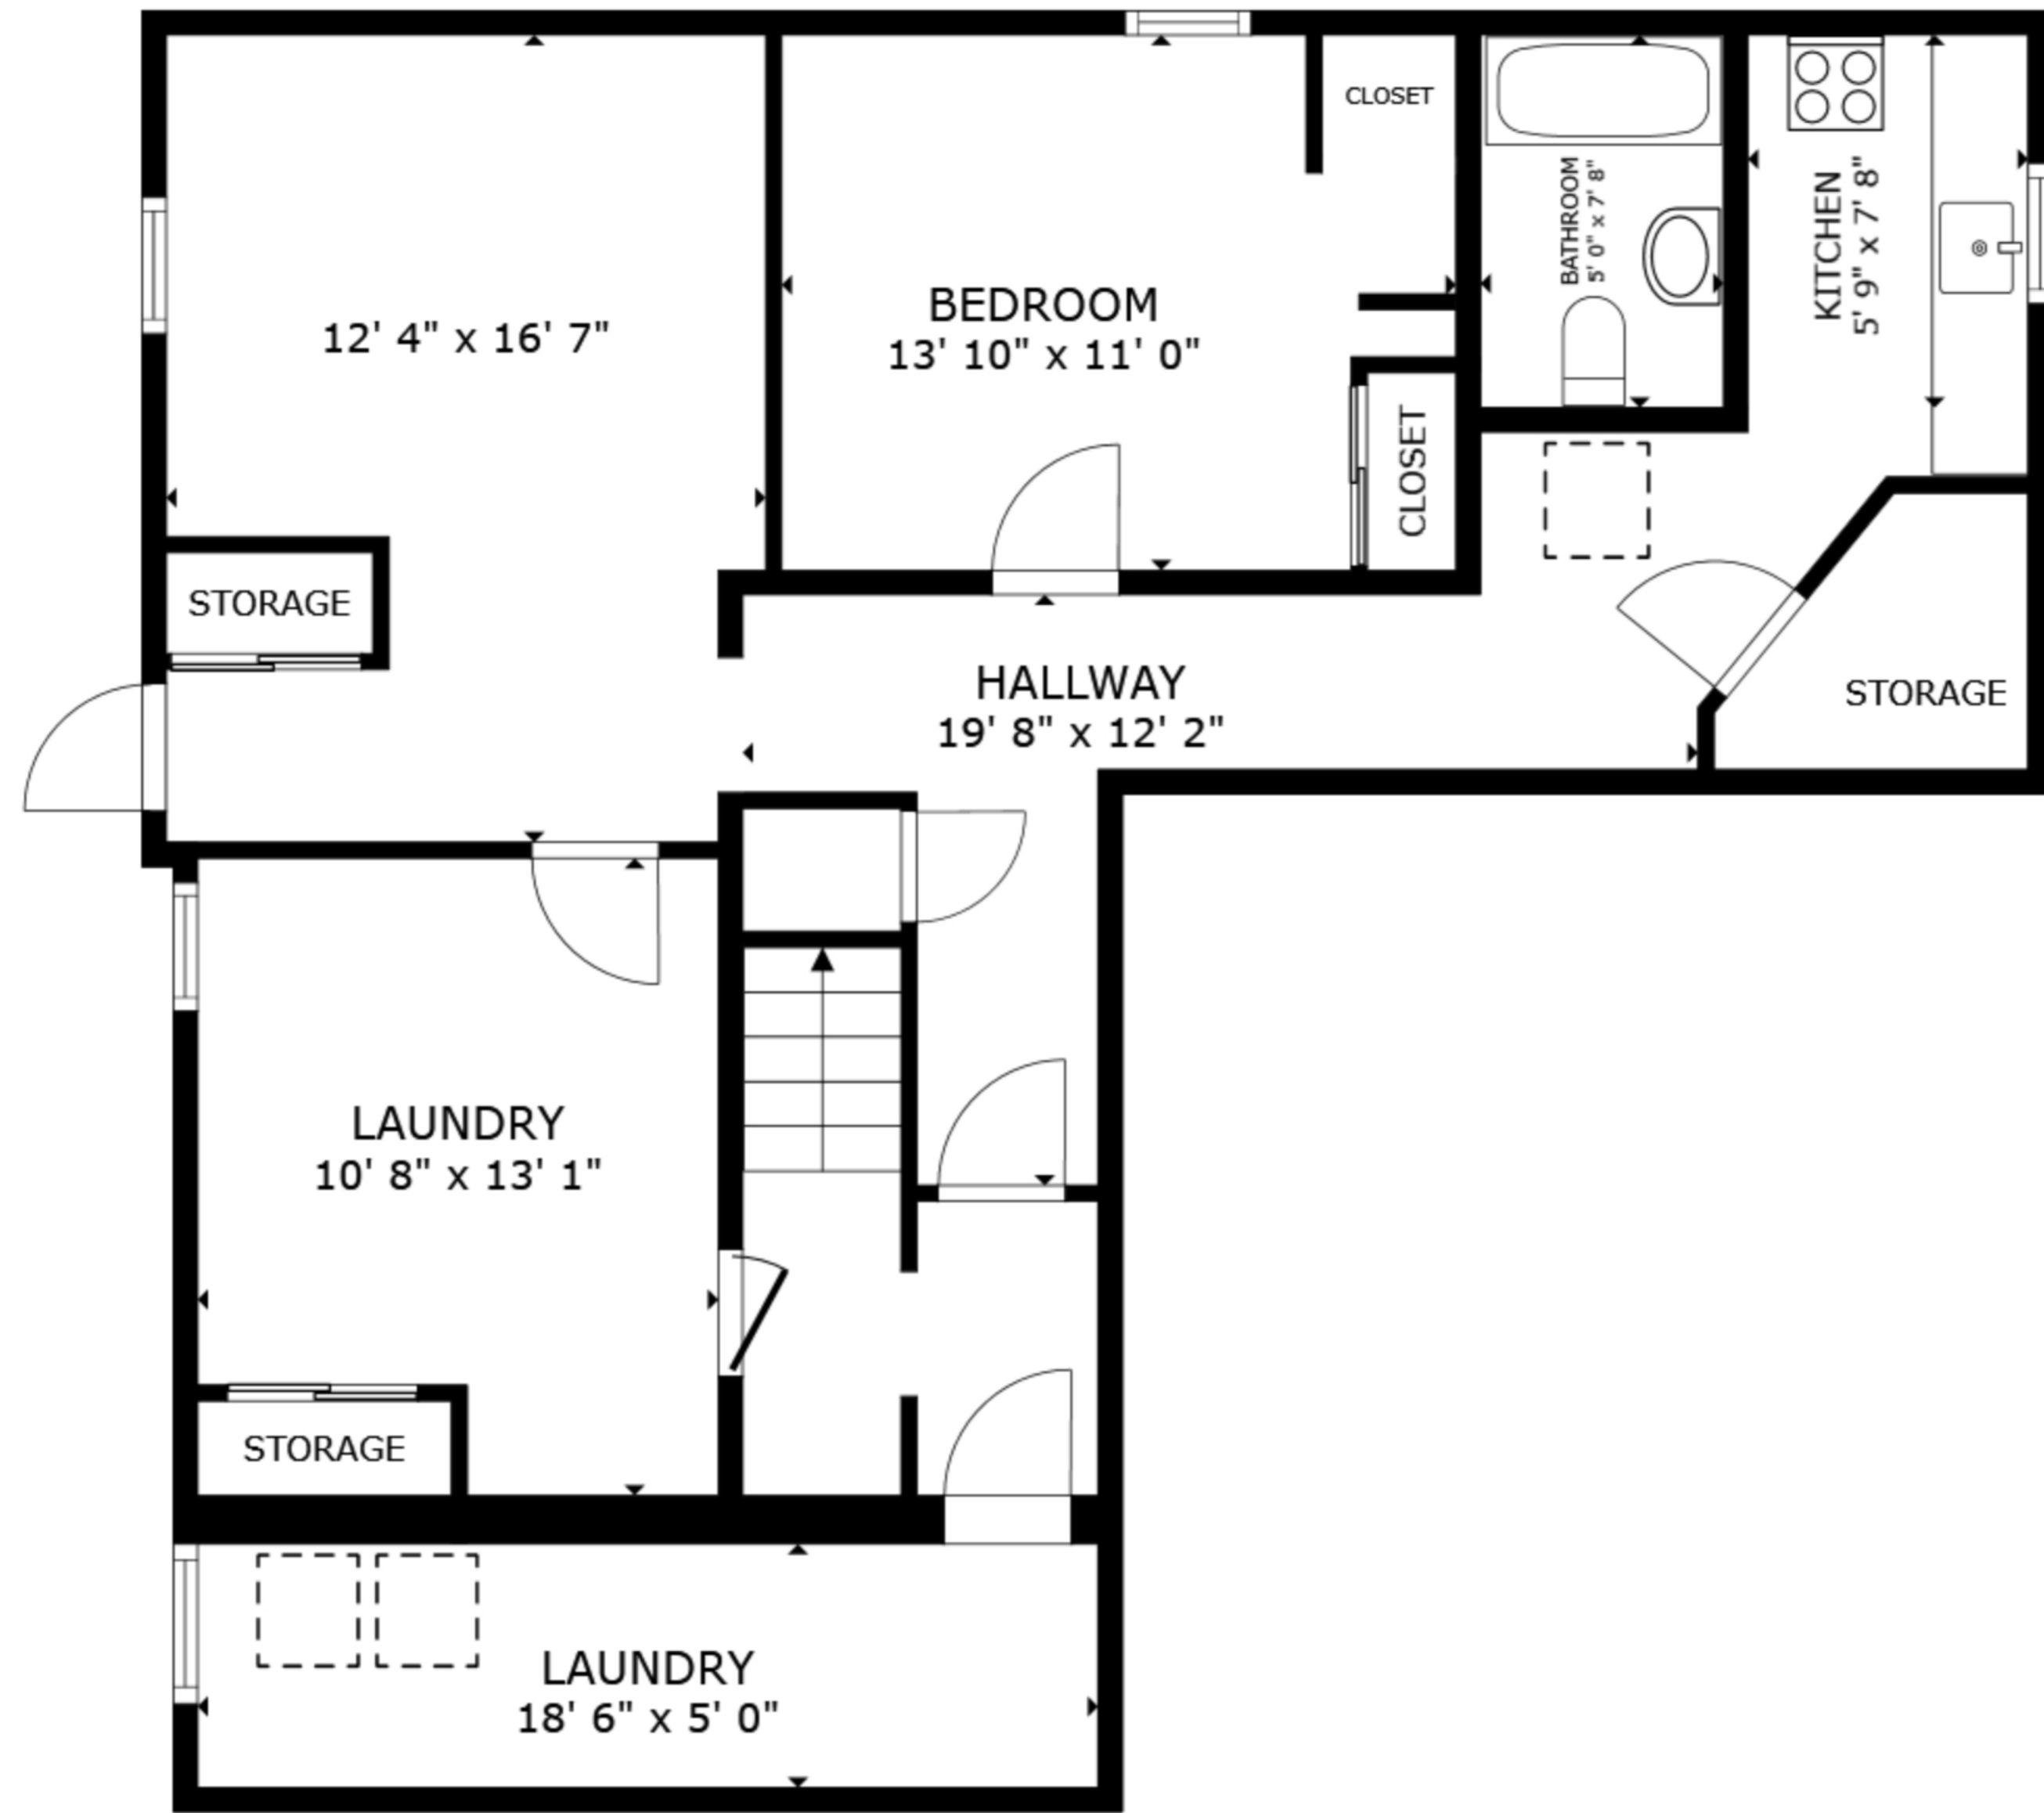 CLOSET
BATHROOM
5' 0" x 7' 8"
KITCHEN
5' 9" x 7' 8"
12' 4" x 16' 7"
BEDROOM
13' 10" x 11' 0"
CLOSET
STORAGE
HALLWAY
19' 8" x 12' 2"
STORAGE
LAUNDRY
10' 8" x 13' 1"
STORAGE
LAUNDRY
18' 6" x 5' 0"